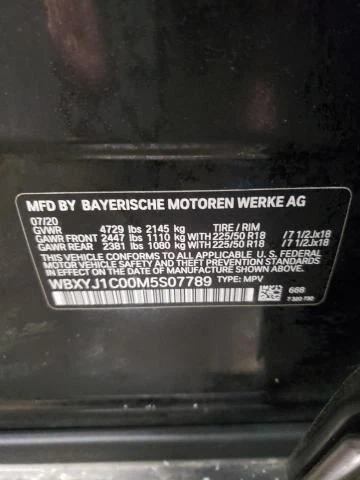 MFD BY BAYERISCHE MOTOREN WERKE AG
07/20
GVWR 4729 lbs 2145 kg TIRE / RIM
GAWR FRONT 2447 lbs 1110 kg WITH 225/50 R18 /7 1/2Jx18
GAWR REAR 2381 lbs 1080 kg WITH 225/50 R18 /7 1/2Jx18
THIS VEHICLE CONFORMS TO ALL APPLICABLE U. S. FEDERAL
MOTOR VEHICLE SAFETY, BUMPER, AND THEFT PREVENTION
STANDARDS IN EFFECT ON THE DATE OF MANUFACTURE SHOWN ABOVE.
WBXYJ1C00M5S07789 TYPE: MPV
668